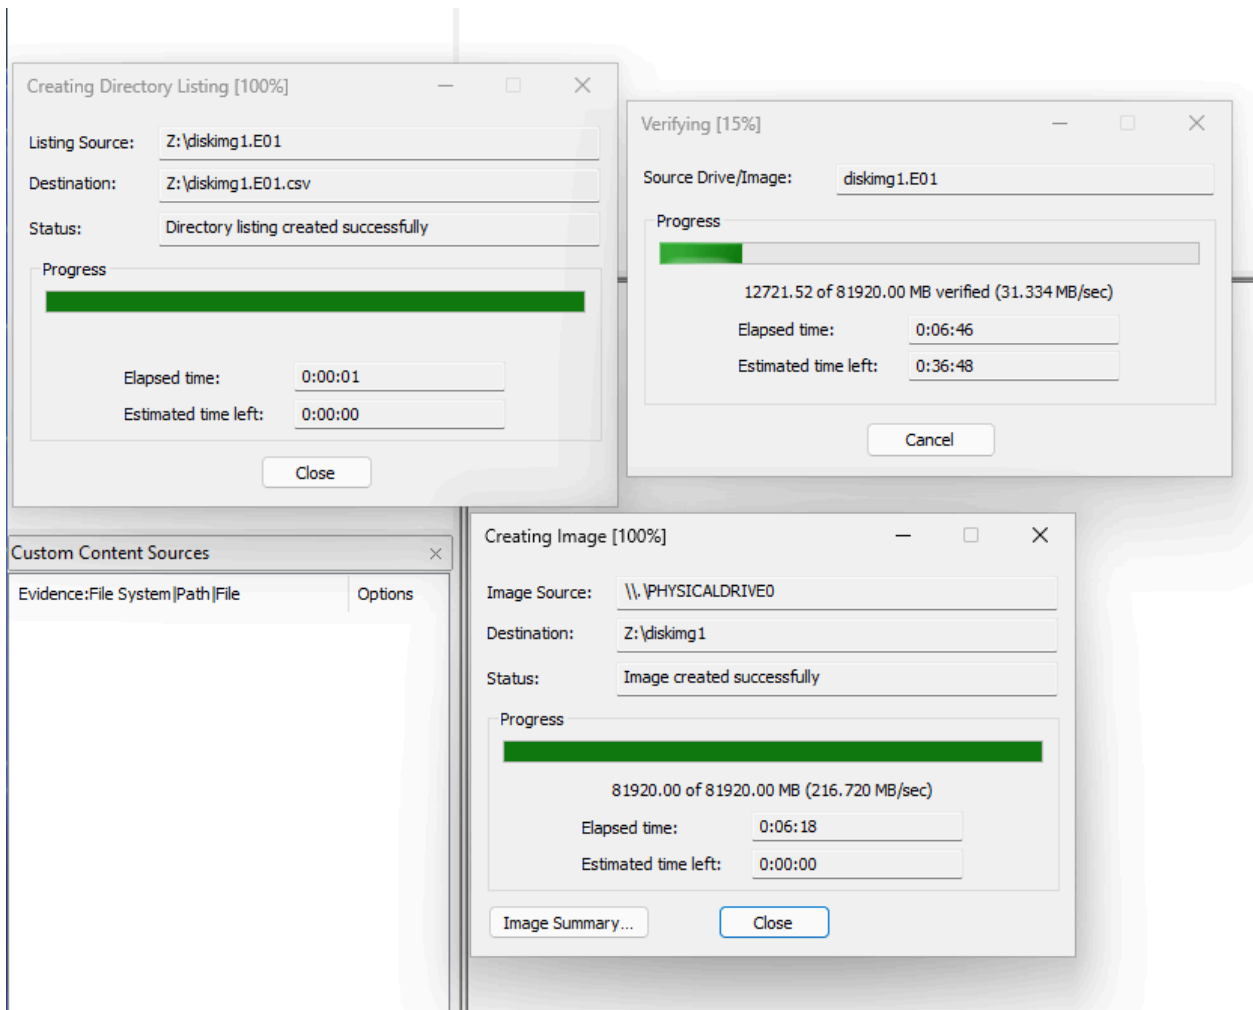 Creating Directory Listing [100%]
Listing Source: Z:\diskimg1.E01
Destination: Z:\diskimg1.E01.csv
Status: Directory listing created successfully
Progress
Elapsed time: 0:00:01
Estimated time left: 0:00:00
Close
Verifying [15%]
Source Drive/Image: diskimg1.E01
Progress
12721.52 of 81920.00 MB verified (31.334 MB/sec)
Elapsed time: 0:06:46
Estimated time left: 0:36:48
Cancel
Custom Content Sources
Evidence:File System|Path|File Options
Creating Image [100%]
Image Source: \\.\PHYSICALDRIVE0
Destination: Z:\diskimg1
Status: Image created successfully
Progress
81920.00 of 81920.00 MB (216.720 MB/sec)
Elapsed time: 0:06:18
Estimated time left: 0:00:00
Image Summary... Close